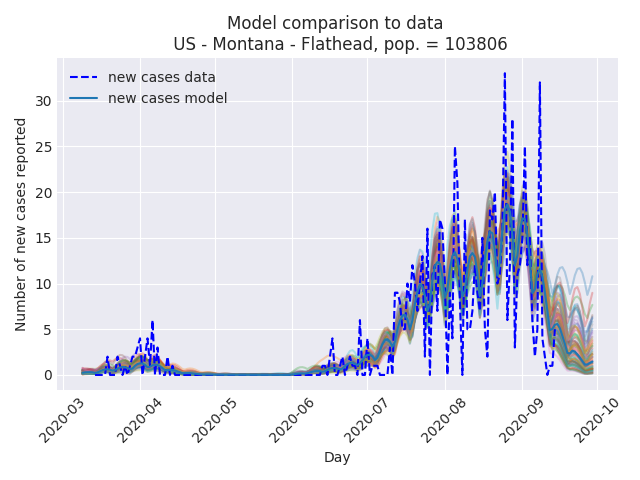 Model comparison to data
US - Montana - Flathead, pop. = 103806
new cases data
new cases model
Number of new cases reported
30
25
20
15
10
5
0
2020-03
2020-04
2020-05
2020-06
2020-07
2020-08
2020-09
2020-10
Day